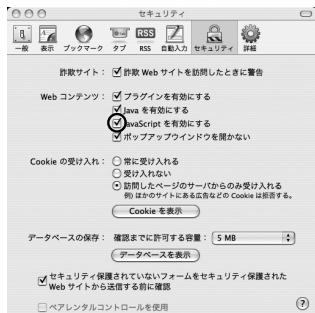 セキュリティ
一般 表示 ブックマーク タブ RSS 自動入力 セキュリティ 詳細
詐欺サイト： 詐欺 Web サイトを訪問したときに警告
Web コンテンツ： プラグインを有効にする
Java を有効にする
JavaScript を有効にする
ポップアップウインドウを開かない
Cookie の受け入れ： 常に受け入れる
受け入れない
訪問したページのサーバからのみ受け入れる
例) ほかのサイトにある広告などの Cookie は拒否する。
Cookie を表示
データベースの保存： 確認までに許可する容量： 5 MB
データベースを表示
セキュリティ保護されていないフォームをセキュリティ保護された
Web サイトから送信する前に確認
ペアレンタルコントロールを使用